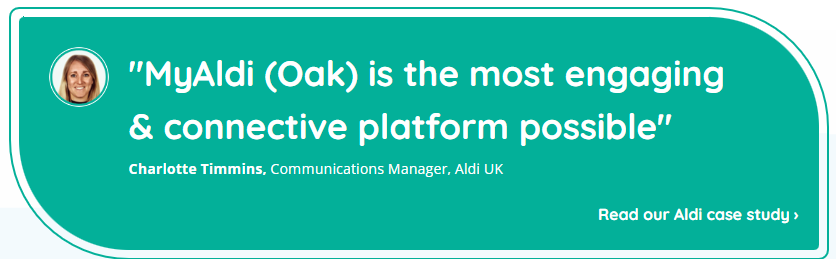 "MyAldi (Oak) is the most engaging
& connective platform possible"
Charlotte Timmins, Communications Manager, Aldi UK
Read our Aldi case study ›